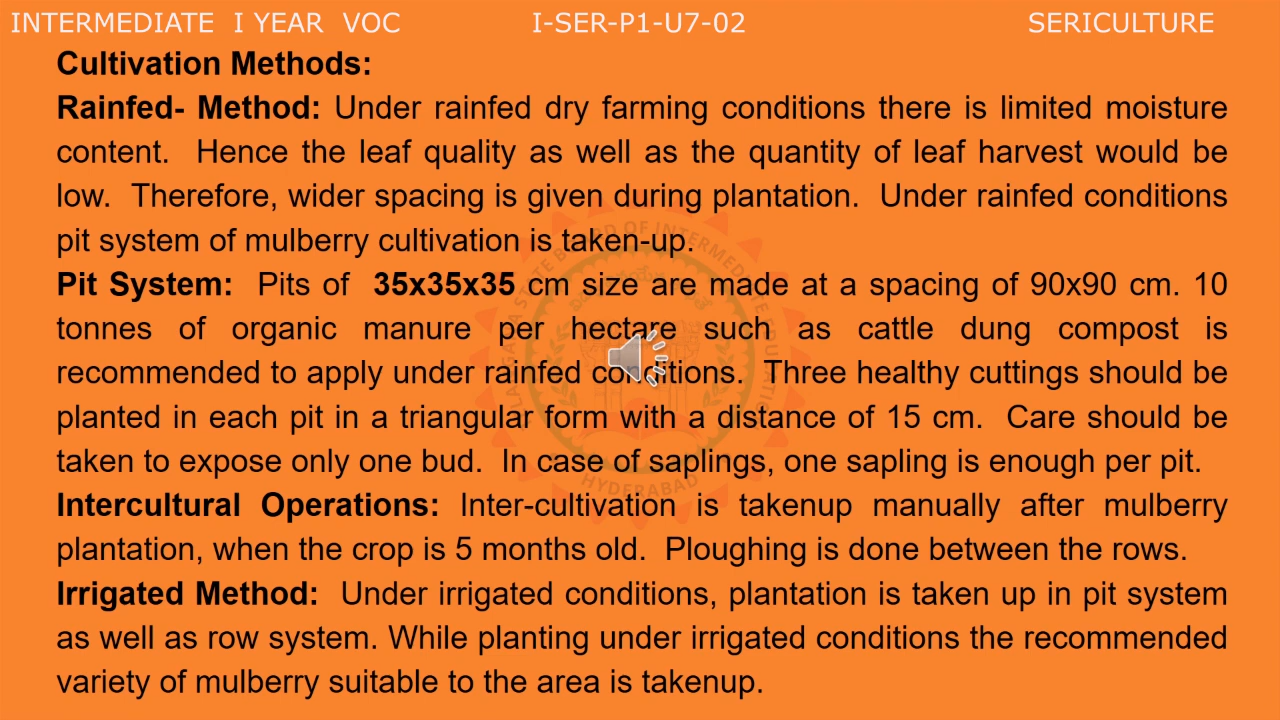 INTERMEDIATE I YEAR VOC I-SER-P1-U7-02 SERICULTURE
Cultivation Methods:
Rainfed- Method: Under rainfed dry farming conditions there is limited moisture
content. Hence the leaf quality as well as the quantity of leaf harvest would be
low. Therefore, wider spacing is given during plantation. Under rainfed conditions
pit system of mulberry cultivation is taken-up.
Pit System: Pits of 35x35x35 cm size are made at a spacing of 90x90 cm. 10
tonnes of organic manure per hectare such as cattle dung compost is
recommended to apply under rainfed conditions. Three healthy cuttings should be
planted in each pit in a triangular form with a distance of 15 cm. Care should be
taken to expose only one bud. In case of saplings, one sapling is enough per pit.
Intercultural Operations: Inter-cultivation is takenup manually after mulberry
plantation, when the crop is 5 months old. Ploughing is done between the rows.
Irrigated Method: Under irrigated conditions, plantation is taken up in pit system
as well as row system. While planting under irrigated conditions the recommended
variety of mulberry suitable to the area is takenup.
HYDERABAD